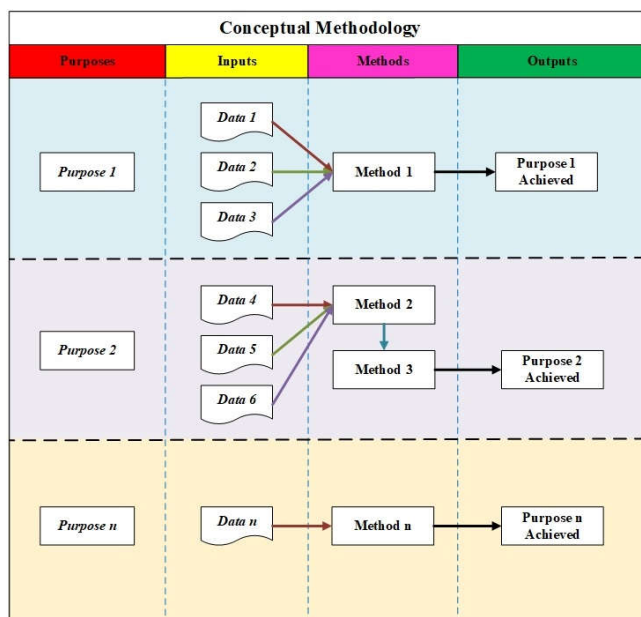 Conceptual Methodology
Purposes
Inputs
Methods
Outputs
Purpose 1
Data 1
Data 2
Data 3
Method 1
Purpose 1
Achieved
Purpose 2
Data 4
Data 5
Data 6
Method 2
Method 3
Purpose 2
Achieved
Purpose n
Data n
Method n
Purpose n
Achieved